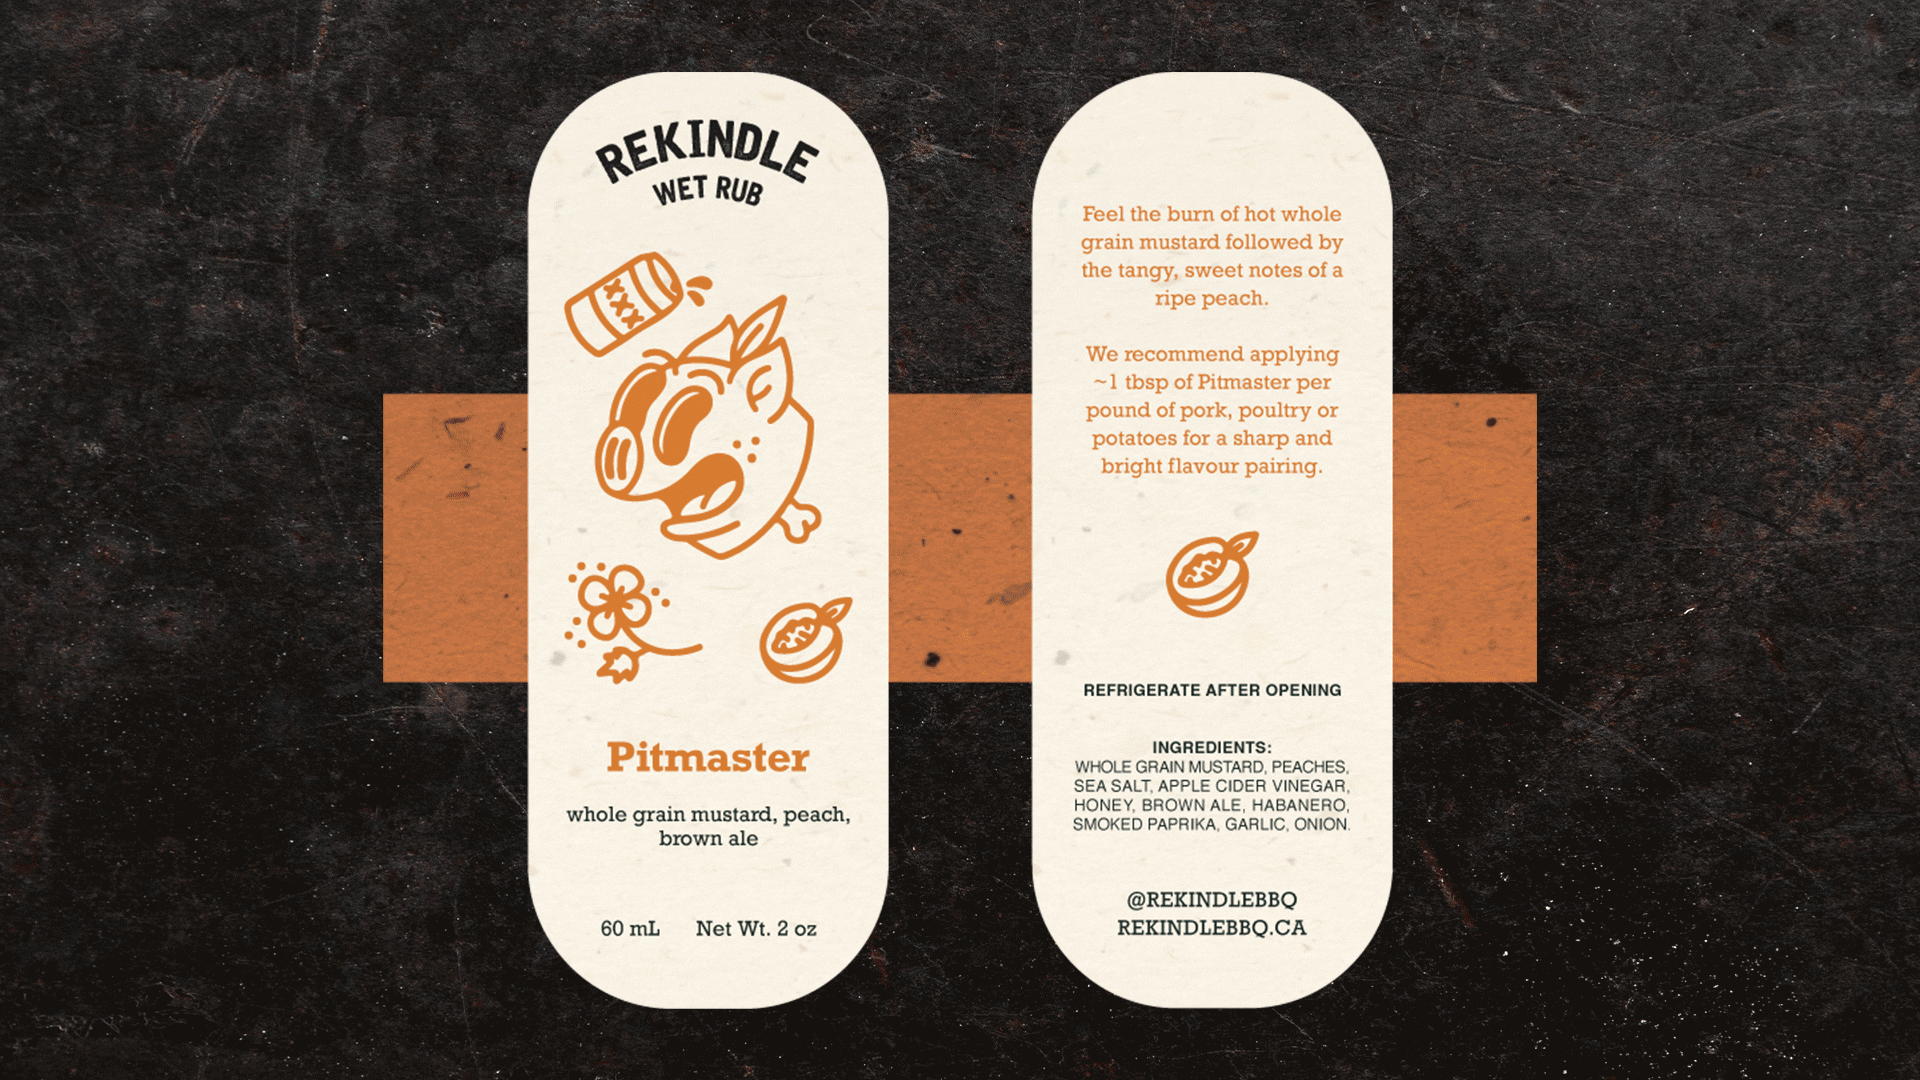 REKINDLE
WET RUB
XXX
Pitmaster
whole grain mustard, peach,
brown ale
60 mL Net Wt. 2 oz
Feel the burn of hot whole
grain mustard followed by
the tangy, sweet notes of a
ripe peach.
We recommend applying
~1 tbsp of Pitmaster per
pound of pork, poultry or
potatoes for a sharp and
bright flavour pairing.
REFRIGERATE AFTER OPENING
INGREDIENTS:
WHOLE GRAIN MUSTARD, PEACHES,
SEA SALT, APPLE CIDER VINEGAR,
HONEY, BROWN ALE, HABANERO,
SMOKED PAPRIKA, GARLIC, ONION.
@REKINDLEBBQ
REKINDLEBBQ.CA